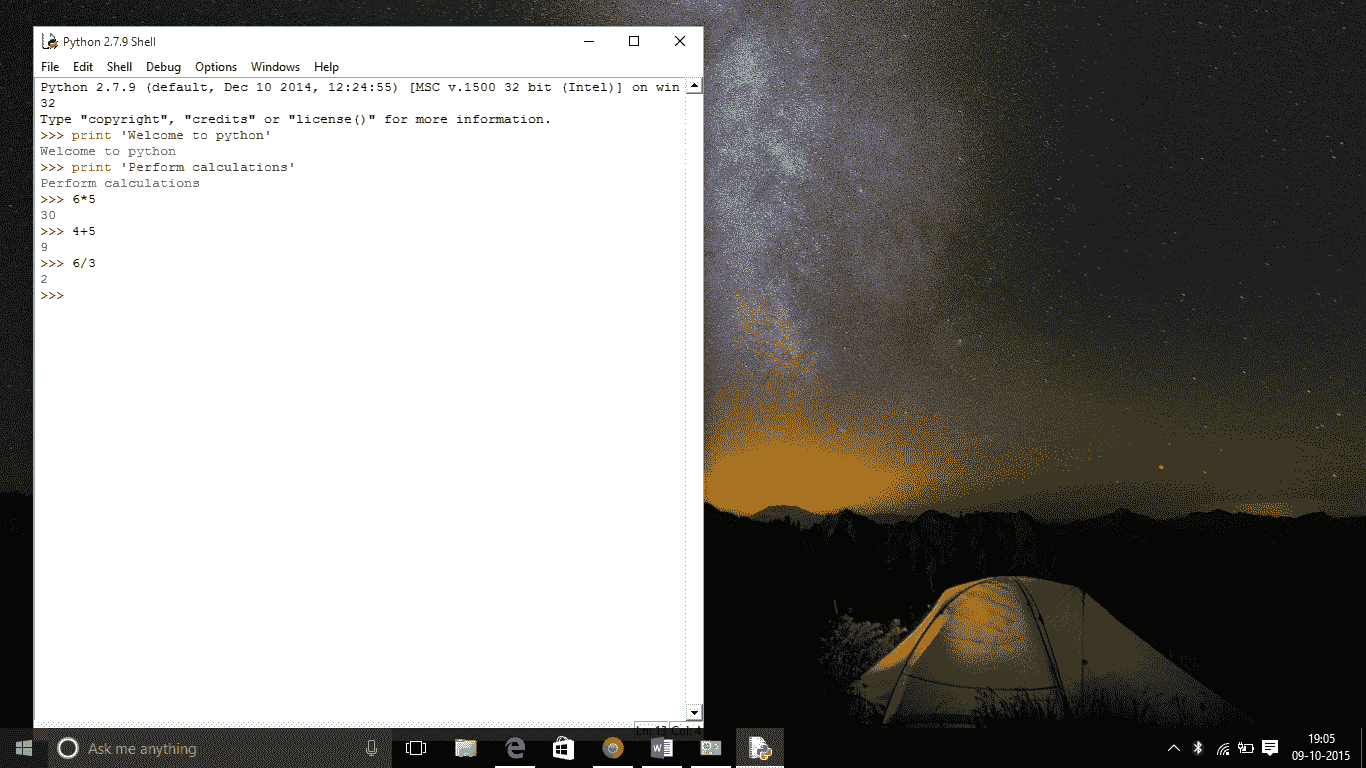 Python 2.7.9 Shell
File Edit Shell Debug Options Windows Help
Python 2.7.9 (default, Dec 10 2014, 12:24:55) [MSC v.1500 32 bit (Intel)] on win
32
Type "copyright", "credits" or "license()" for more information.
>>> print 'Welcome to python'
Welcome to python
>>> print 'Perform calculations'
Perform calculations
>>> 6*5
30
>>> 4+5
9
>>> 6/3
2
>>>
Ln: 13 Col: 4
Ask me anything
19:05
09-10-2015